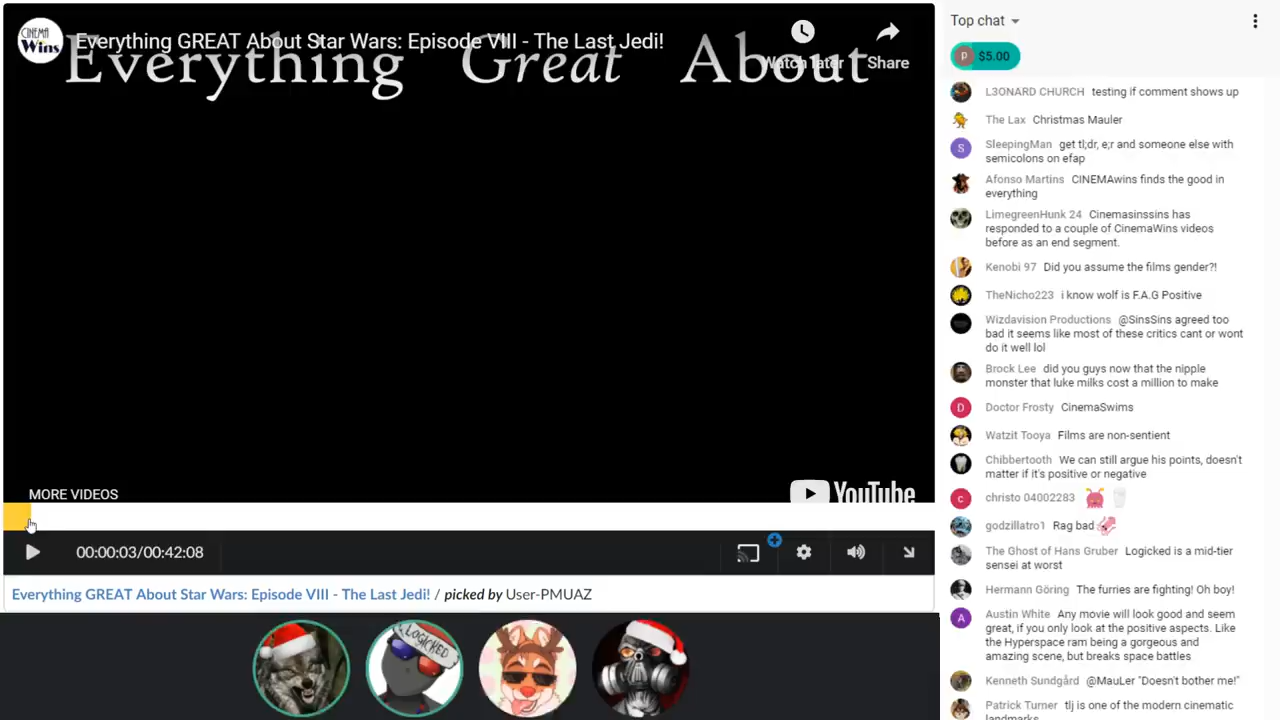 CINEMA
Wins
Everything GREAT About Star Wars: Episode VIII - The Last Jedi!
Everything Great About
Watch later
Share
MORE VIDEOS
YouTube
00:00:03/00:42:08
Everything GREAT About Star Wars: Episode VIII - The Last Jedi! / picked by User-PMUAZ
LOGICKED
Top chat
P $5.00
L3ONARD CHURCH testing if comment shows up
The Lax Christmas Mauler
S
SleepingMan get tl;dr, e;r and someone else with
semicolons on efap
Afonso Martins CINEMAwins finds the good in
everything
LimegreenHunk 24 Cinemasinssins has
responded to a couple of CinemaWins videos
before as an end segment.
Kenobi 97 Did you assume the films gender?!
TheNicho223 i know wolf is F.A.G Positive
Wizdavision Productions @SinsSins agreed too
bad it seems like most of these critics cant or wont
do it well lol
Brock Lee did you guys now that the nipple
monster that luke milks cost a million to make
D
Doctor Frosty CinemaSwims
Watzit Tooya Films are non-sentient
Chibbertooth We can still argue his points, doesn't
matter if it's positive or negative
c
christo 04002283
godzillatro1 Rag bad
The Ghost of Hans Gruber Logicked is a mid-tier
sensei at worst
Hermann Göring The furries are fighting! Oh boy!
A
Austin White Any movie will look good and seem
great, if you only look at the positive aspects. Like
the Hyperspace ram being a gorgeous and
amazing scene, but breaks space battles
Kenneth Sundgård @MauLer "Doesn't bother me!"
Patrick Turner tlj is one of the modern cinematic
landmarks